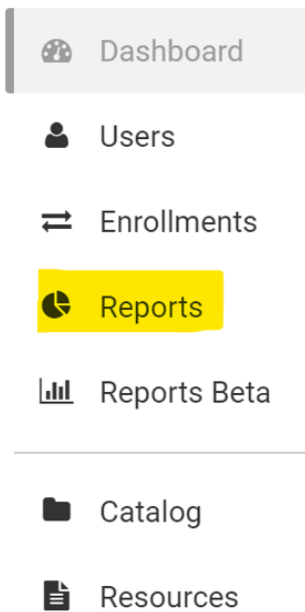 Dashboard
Users
Enrollments
Reports
Reports Beta
Catalog
Resources